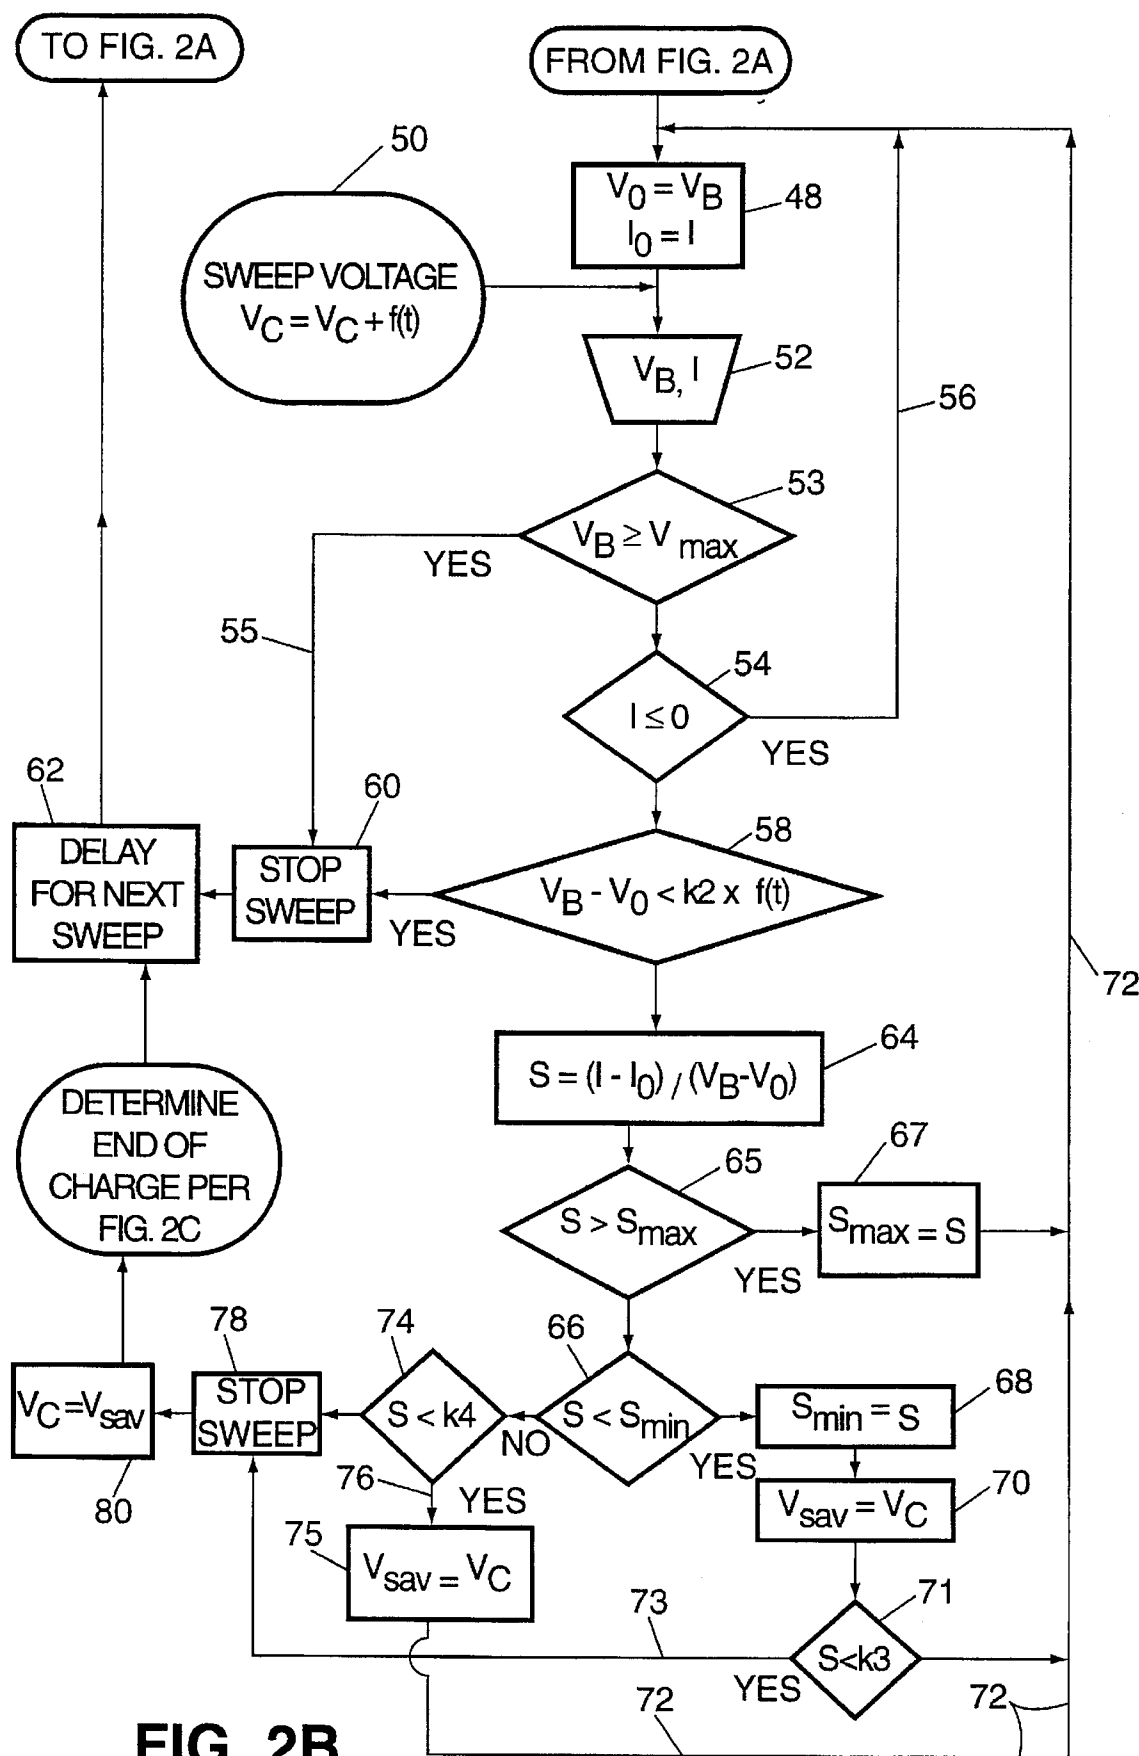 TO FIG. 2A
FROM FIG. 2A
50
V0 = VB
I0 = I
48
SWEEP VOLTAGE
VC = VC + f(t)
VB, I
52
56
53
VB ≥ Vmax
YES
55
54
I ≤ 0
YES
62
60
58
DELAY
FOR NEXT
SWEEP
STOP
SWEEP
VB - V0 < k2 x f(t)
YES
72
64
S = (I - I0) / (VB-V0)
DETERMINE
END OF
CHARGE PER
FIG. 2C
67
65
S > Smax
Smax = S
YES
78
74
66
68
VC = Vsav
STOP
SWEEP
S < k4
S < Smin
Smin = S
NO
YES
80
76
YES
70
Vsav = VC
75
Vsav = VC
71
73
S<k3
YES
72
72
FIG. 2B